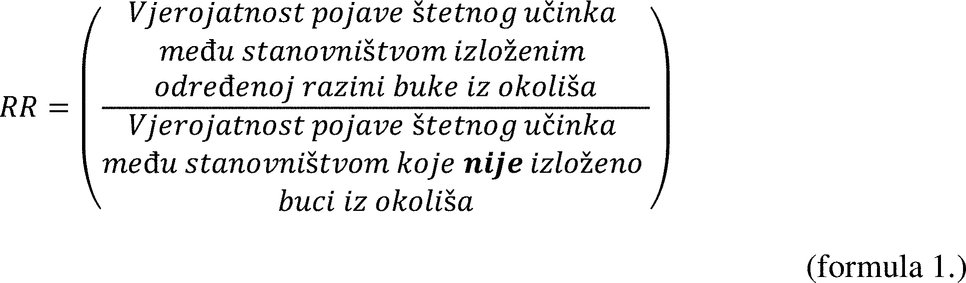 Vjerojatnost pojave štetnog učinka
među stanovništvom izloženim
određenoj razini buke iz okoliša
RR =
Vjerojatnost pojave štetnog učinka
među stanovništvom koje nije izloženo
buci iz okoliša
(formula 1.)